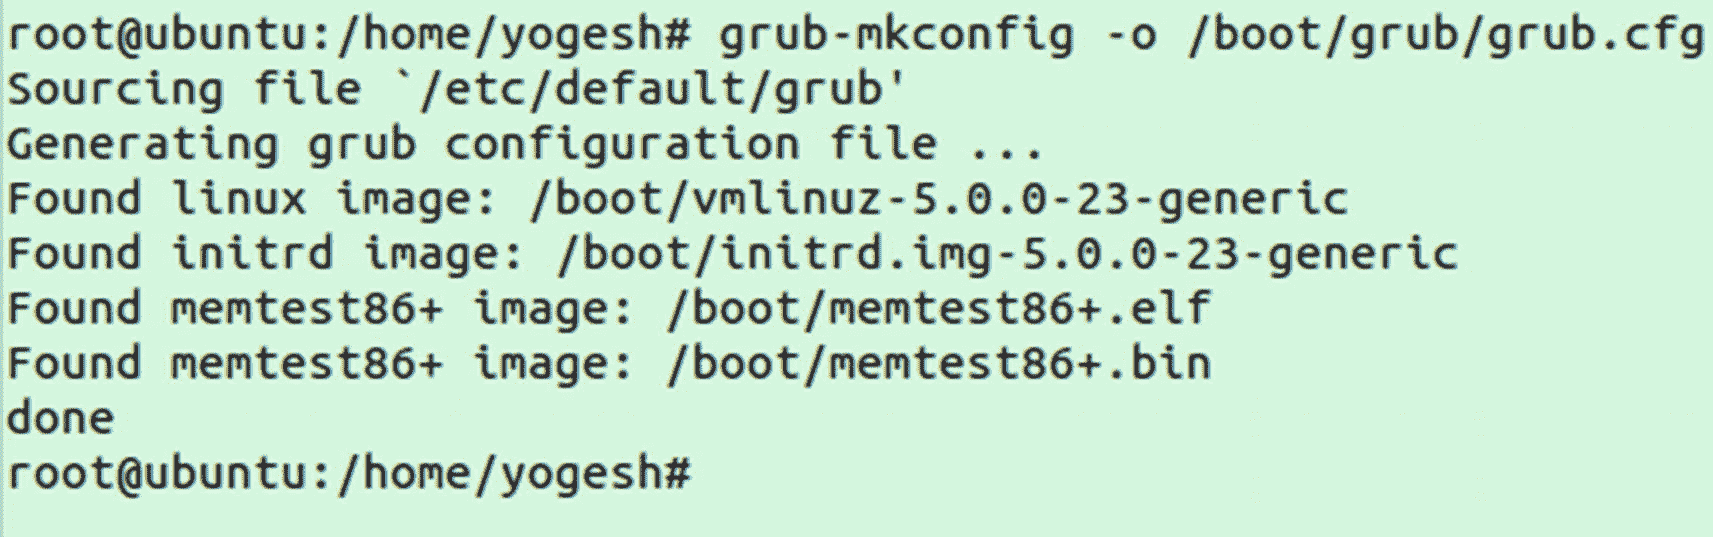 root@ubuntu:/home/yogesh# grub-mkconfig -o /boot/grub/grub.cfg
Sourcing file `/etc/default/grub'
Generating grub configuration file ...
Found linux image: /boot/vmlinuz-5.0.0-23-generic
Found initrd image: /boot/initrd.img-5.0.0-23-generic
Found memtest86+ image: /boot/memtest86+.elf
Found memtest86+ image: /boot/memtest86+.bin
done
root@ubuntu:/home/yogesh#